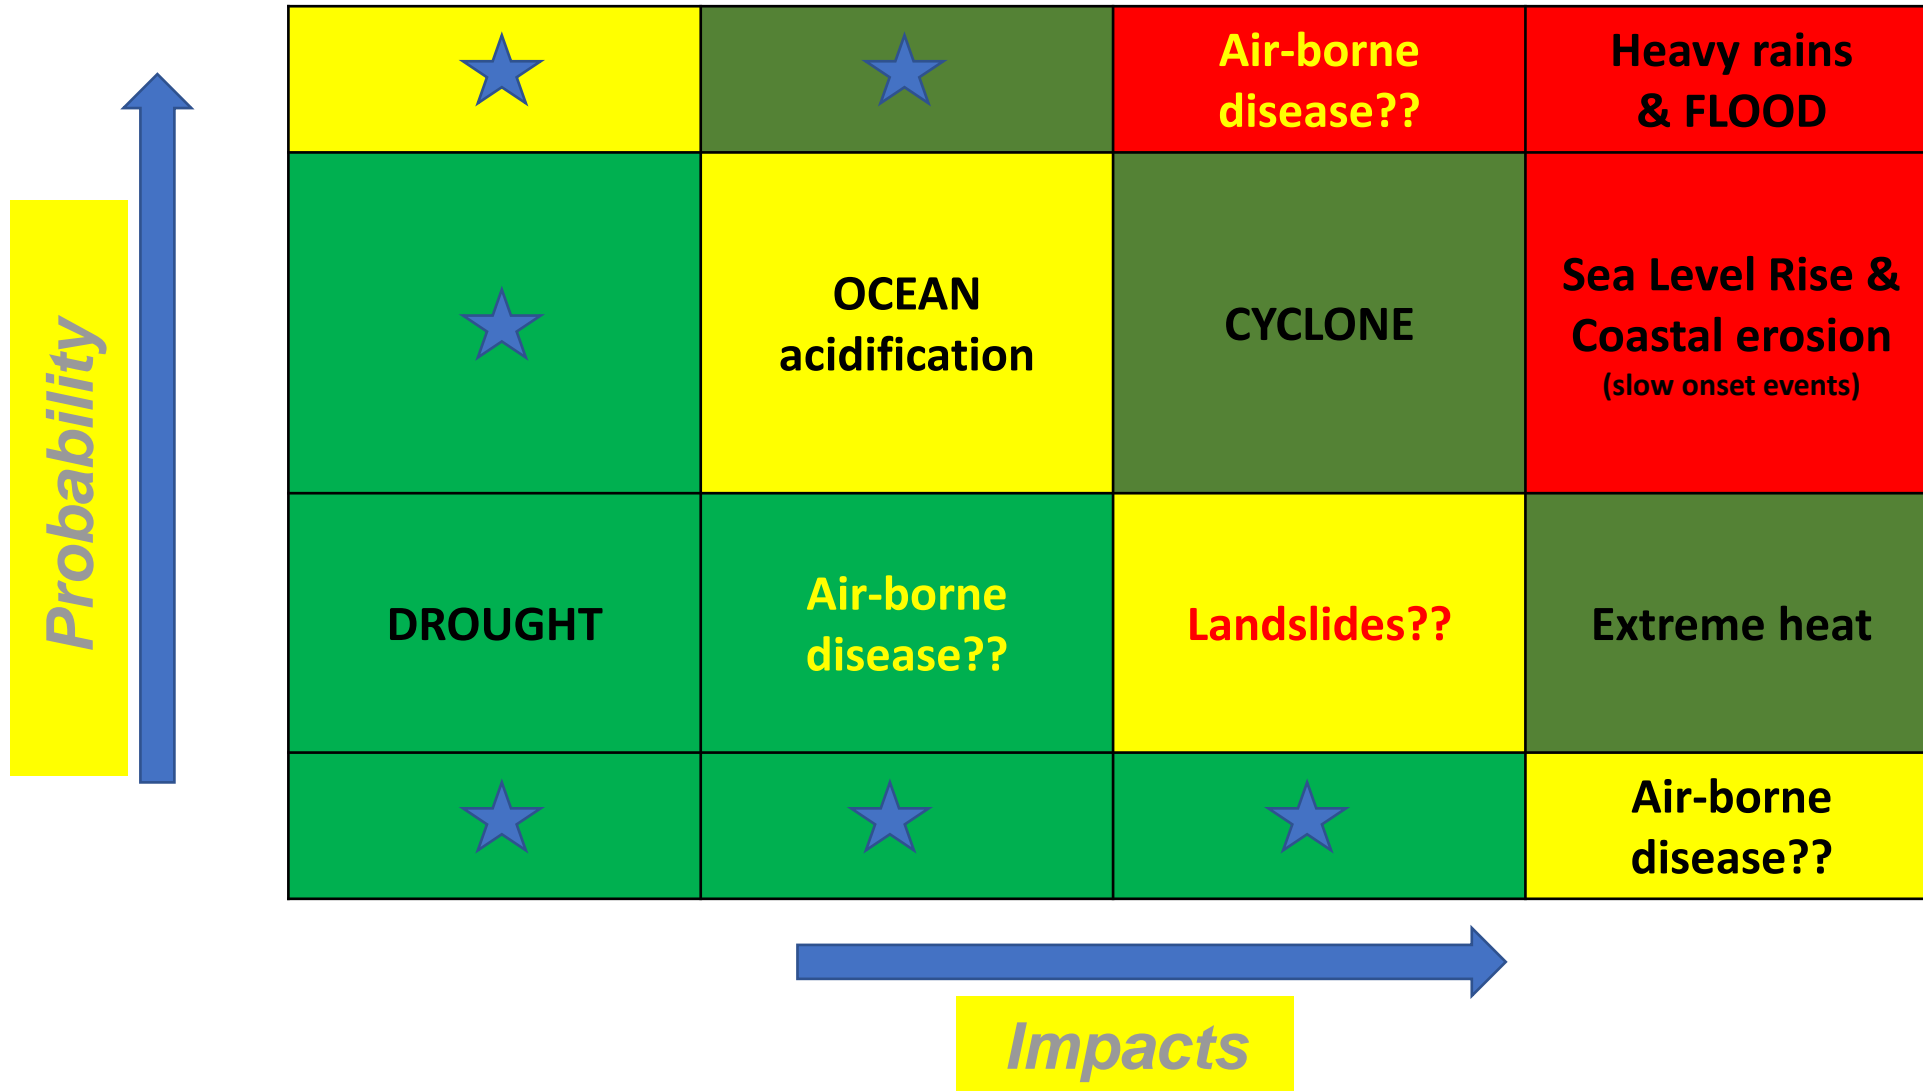 Air-borne
disease??
Heavy rains
& FLOOD
Probability
OCEAN
acidification
CYCLONE
Sea Level Rise &
Coastal erosion
(slow onset events)
DROUGHT
Air-borne
disease??
Landslides??
Extreme heat
Air-borne
disease??
Impacts